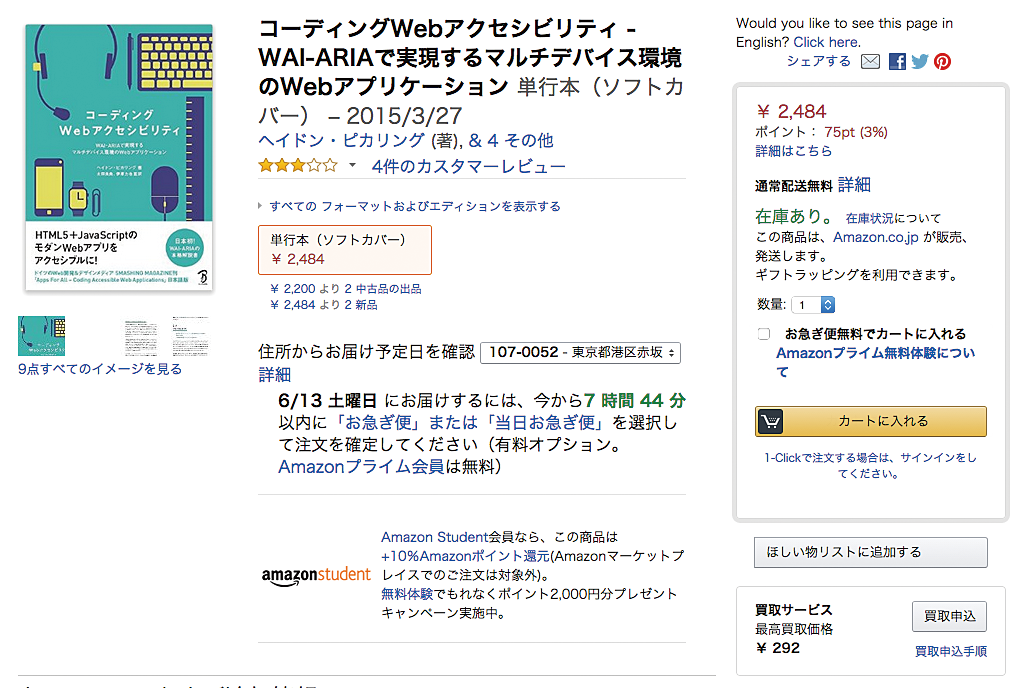 コーディング
Webアクセシビリティ
WAI-ARIAで実現する
マルチデバイス環境のWebアプリケーション
HTML5+JavaScriptの
モダンWebアプリを
アクセシブルに!
日本初!
WAI-ARIAの
本格解説書
ドイツのWeb開発&デザインメディア SMASHING MAGAZINE刊
「Apps For All – Coding Accessible Web Applications」日本語版
9点すべてのイメージを見る
コーディングWebアクセシビリティ -
WAI-ARIAで実現するマルチデバイス環境
のWebアプリケーション 単行本(ソフトカ
バー) – 2015/3/27
ヘイドン・ピカリング (著), & 4 その他
4件のカスタマーレビュー
すべての フォーマットおよびエディションを表示する
単行本(ソフトカバー)
¥ 2,484
¥ 2,200 より 2 中古品の出品
¥ 2,484 より 2 新品
住所からお届け予定日を確認 107-0052 - 東京都港区赤坂
詳細
6/13 土曜日 にお届けするには、今から7 時間 44 分
以内に「お急ぎ便」または「当日お急ぎ便」を選択し
て注文を確定してください(有料オプション。
Amazonプライム会員は無料)
amazonstudent
Amazon Student会員なら、この商品は
+10%Amazonポイント還元(Amazonマーケットプ
レイスでのご注文は対象外)。
無料体験でもれなくポイント2,000円分プレゼント
キャンペーン実施中。
Would you like to see this page in
English? Click here.
シェアする
¥ 2,484
ポイント: 75pt (3%)
詳細はこちら
通常配送無料 詳細
在庫あり。 在庫状況について
この商品は、Amazon.co.jp が販売、
発送します。
ギフトラッピングを利用できます。
数量: 1
お急ぎ便無料でカートに入れる
Amazonプライム無料体験につい
て
カートに入れる
1-Clickで注文する場合は、サインインをし
てください。
ほしい物リストに追加する
買取サービス
最高買取価格
¥ 292
買取申込
買取申込手順